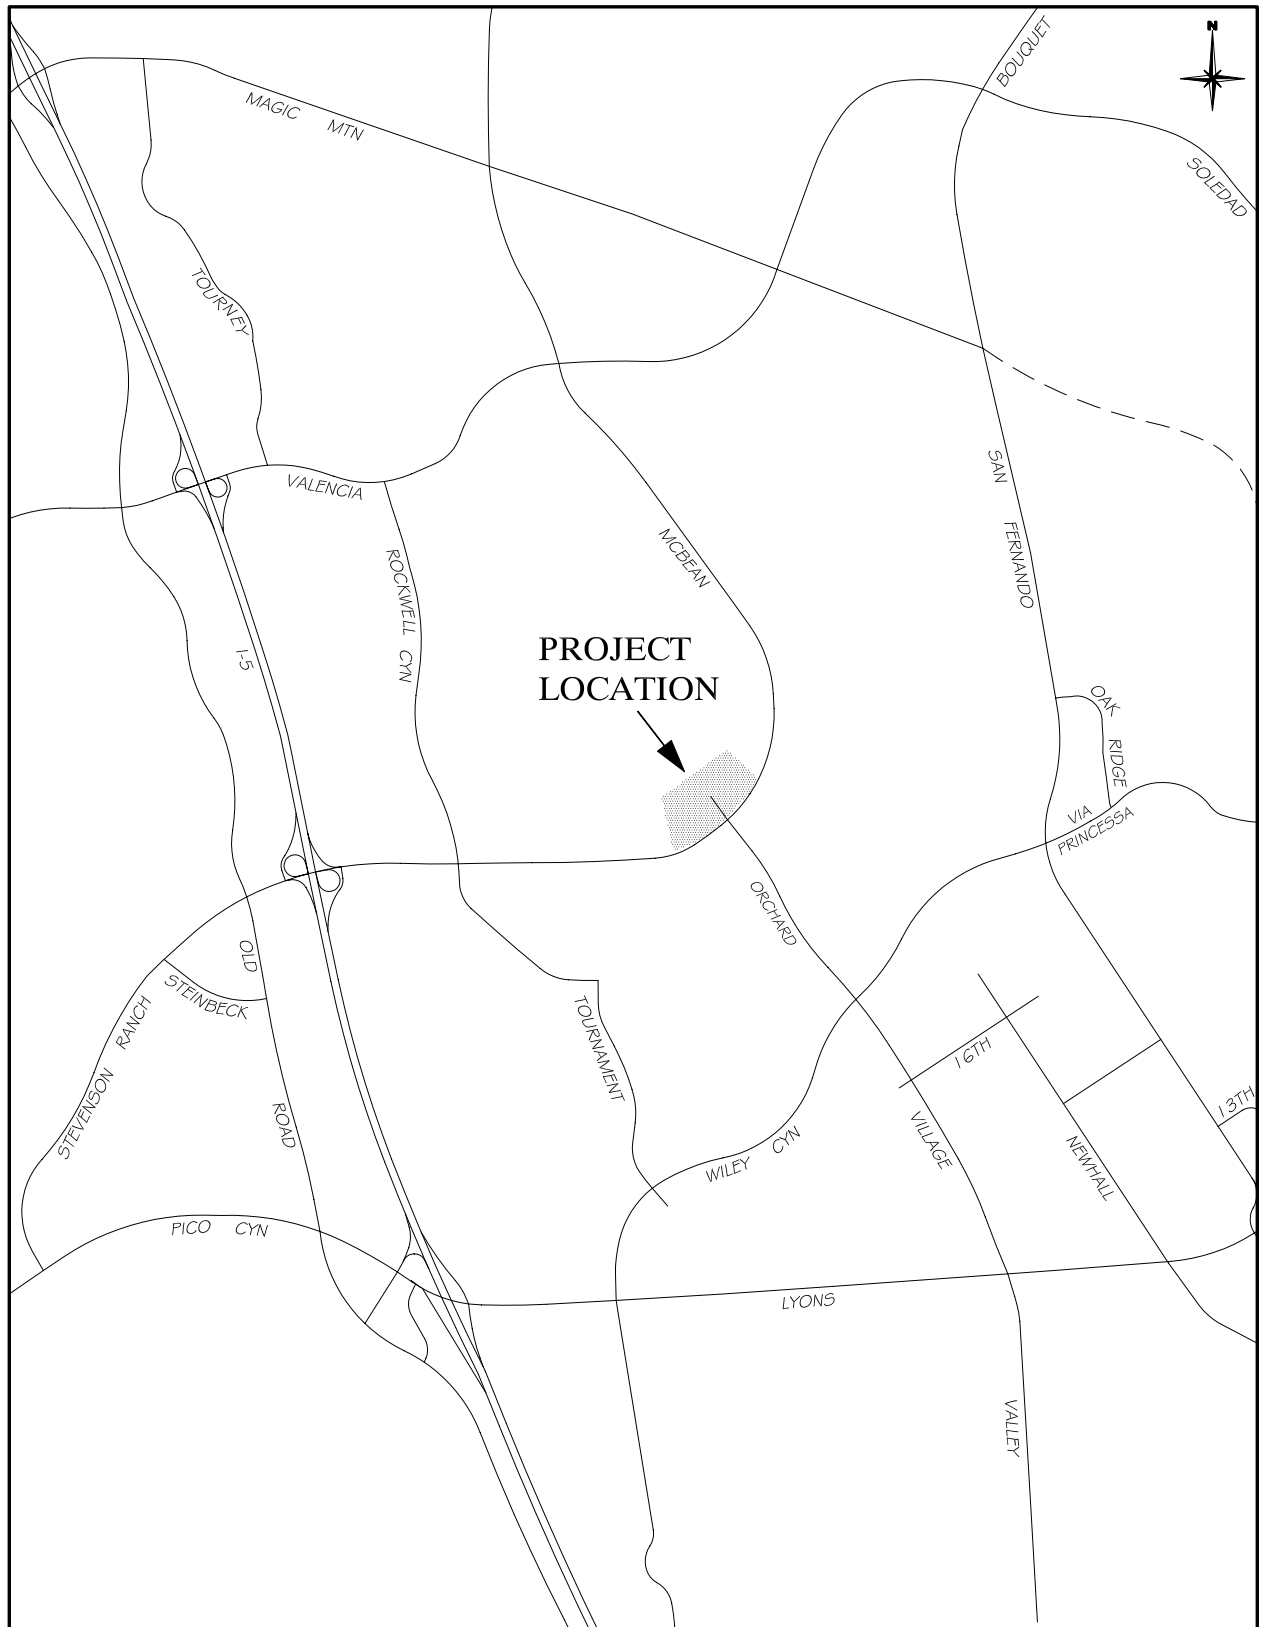 N
BOUQUET
MAGIC MTN
SOLEDAD
TOURNEY
VALENCIA
SAN FERNANDO
MCBEAN
ROCKWELL CYN
I-5
PROJECT
LOCATION
OAK RIDGE
VIA
PRINCESSA
ORCHARD
OLD
STEINBECK
STEVENSON RANCH
TOURNAMENT
16TH
13TH
ROAD
WILEY CYN
VILLAGE
NEWHALL
PICO CYN
LYONS
VALLEY